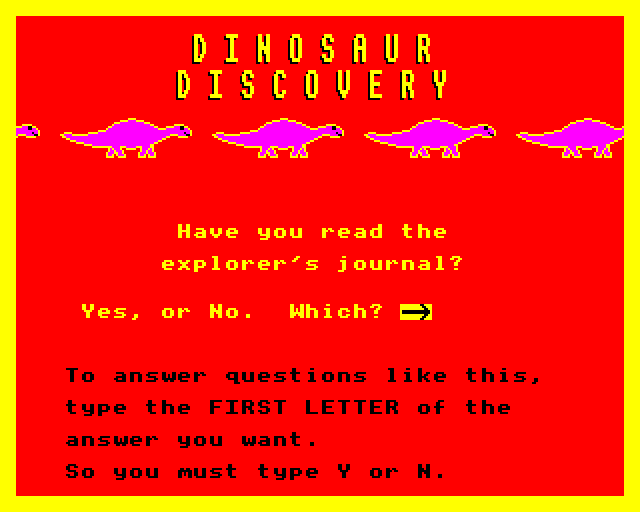 DINOSAUR
DISCOVERY
Have you read the
explorer's journal?
Yes, or No. Which?
To answer questions like this,
type the FIRST LETTER of the
answer you want.
So you must type Y or N.